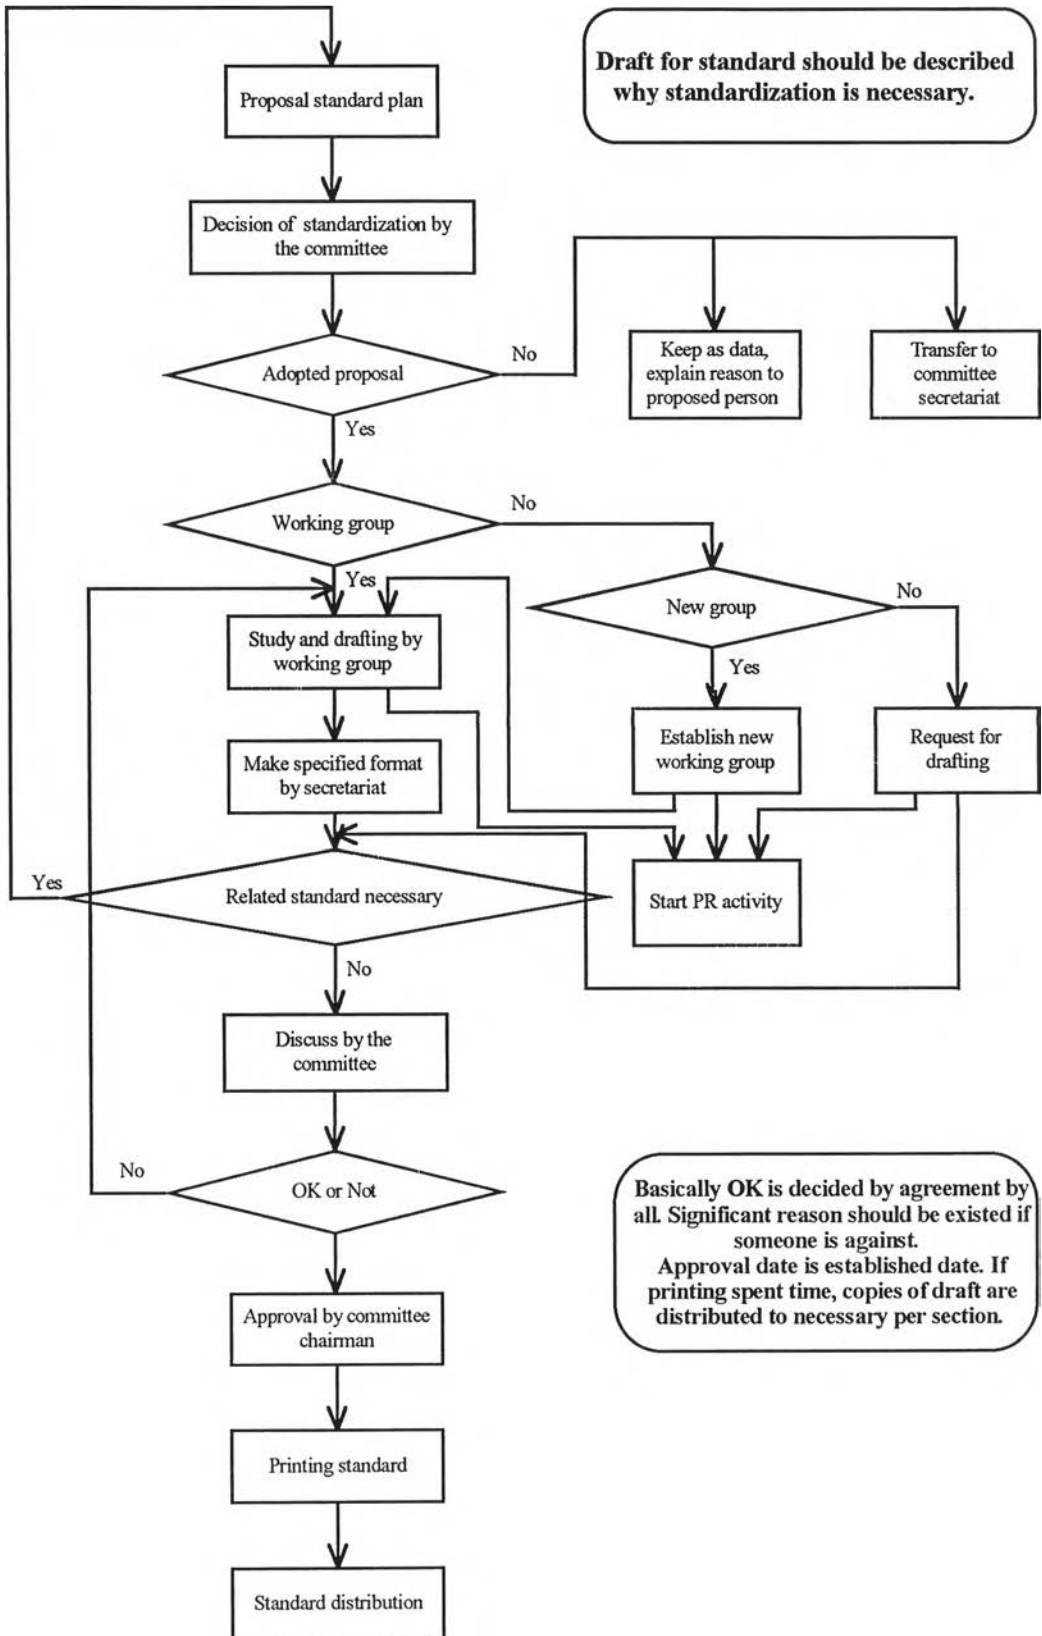 Draft for standard should be described
why standardization is necessary.
Proposal standard plan
Decision of standardization by
the committee
Adopted proposal
No
Keep as data,
explain reason to
proposed person
Transfer to
committee
secretariat
Yes
Working group
No
Yes
New group
No
Study and drafting by
working group
Yes
Establish new
working group
Request for
drafting
Make specified format
by secretariat
Yes
Related standard necessary
Start PR activity
No
Discuss by the
committee
No
OK or Not
Basically OK is decided by agreement by
all. Significant reason should be existed if
someone is against.
Approval date is established date. If
printing spent time, copies of draft are
distributed to necessary per section.
Approval by committee
chairman
Printing standard
Standard distribution